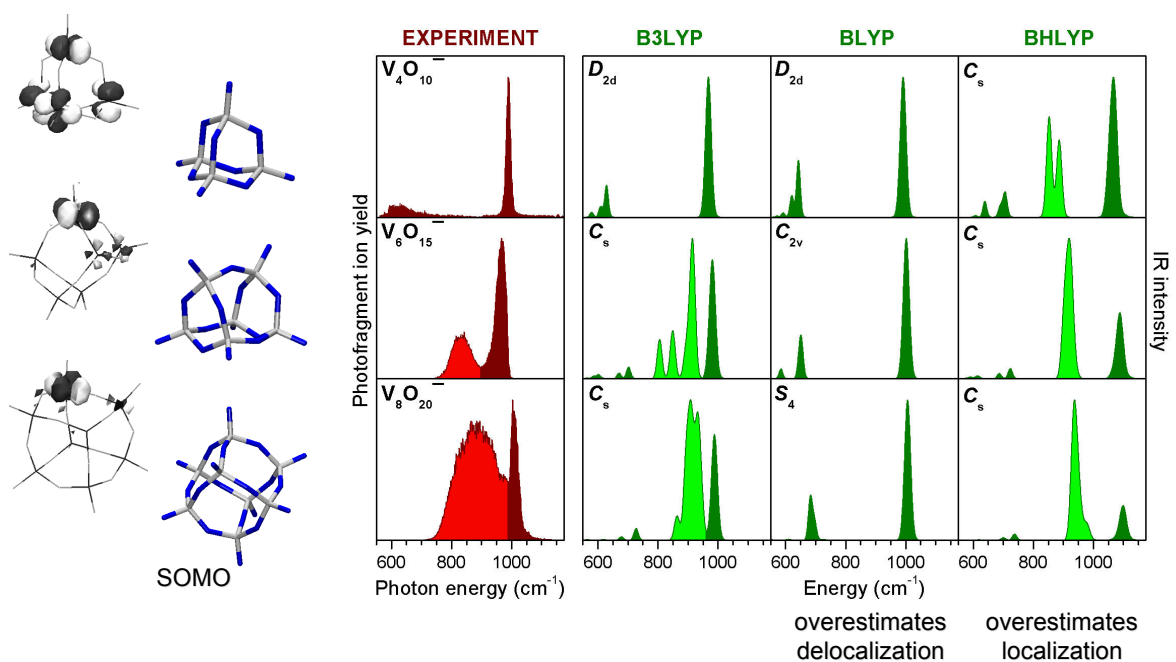 EXPERIMENT
B3LYP
BLYP
BHLYP
V4O10−
D2d
D2d
Cs
V6O15−
Cs
C2v
Cs
V8O20−
Cs
S4
Cs
Photofragment ion yield
IR intensity
600 800 1000
600 800 1000
600 800 1000
600 800 1000
Photon energy (cm-1)
Energy (cm-1)
SOMO
overestimates
delocalization
overestimates
localization